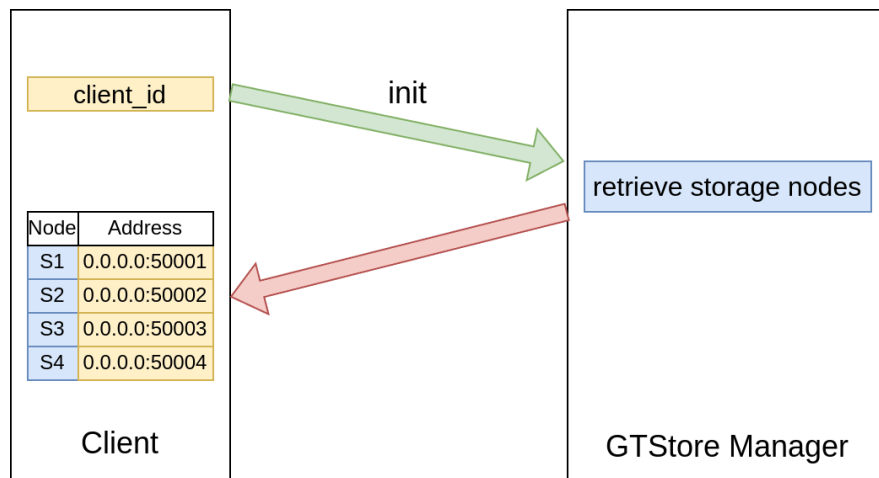 client_id
init
retrieve storage nodes
Node Address
S1 0.0.0.0:50001
S2 0.0.0.0:50002
S3 0.0.0.0:50003
S4 0.0.0.0:50004
Client
GTStore Manager